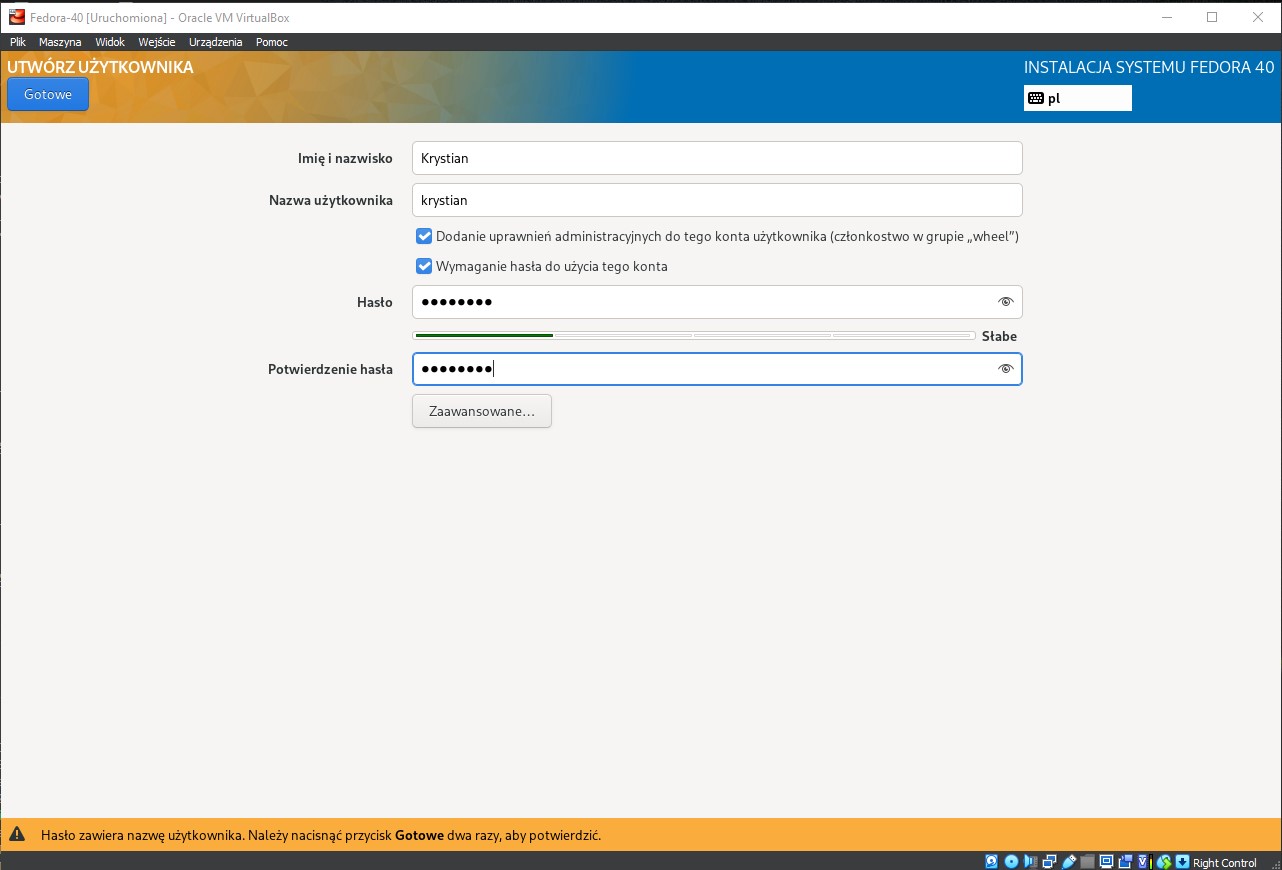 Fedora-40 [Uruchomiona] - Oracle VM VirtualBox
Plik Maszyna Widok Wejście Urządzenia Pomoc
UTWÓRZ UŻYTKOWNIKA
INSTALACJA SYSTEMU FEDORA 40
Gotowe
pl
Imię i nazwisko Krystian
Nazwa użytkownika krystian
Dodanie uprawnień administracyjnych do tego konta użytkownika (członkostwo w grupie „wheel”)
Wymaganie hasła do użycia tego konta
Hasło ●●●●●●●●
Słabe
Potwierdzenie hasła ●●●●●●●●
Zaawansowane…
Hasło zawiera nazwę użytkownika. Należy nacisnąć przycisk Gotowe dwa razy, aby potwierdzić.
Right Control